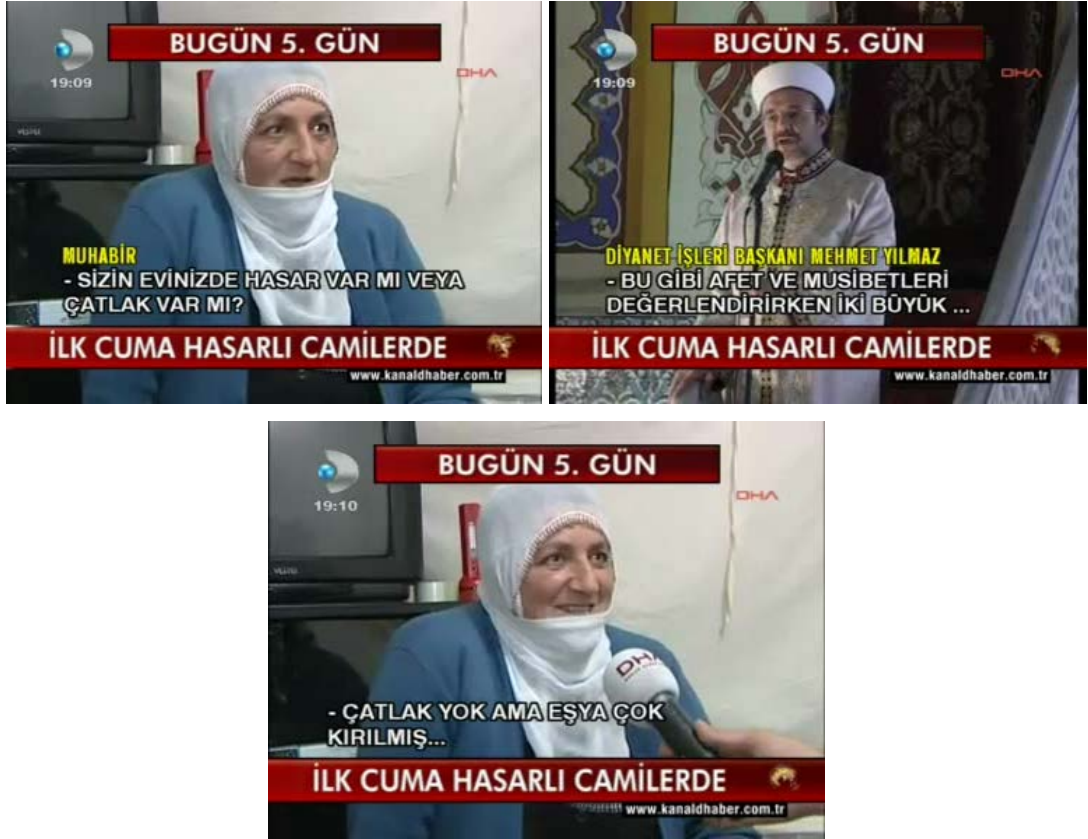 BUGÜN 5. GÜN
19:09
DHA
VESTEL
MUHABİR
- SİZİN EVİNİZDE HASAR VAR MI VEYA
ÇATLAK VAR MI?
İLK CUMA HASARLI CAMİLERDE
www.kanaldhaber.com.tr
BUGÜN 5. GÜN
19:09
DHA
DİYANET İŞLERİ BAŞKANI MEHMET YILMAZ
- BU GİBİ AFET VE MUSİBETLERİ
DEĞERLENDİRİRKEN İKİ BÜYÜK ...
İLK CUMA HASARLI CAMİLERDE
www.kanaldhaber.com.tr
BUGÜN 5. GÜN
19:10
DHA
VESTEL
DHA
- ÇATLAK YOK AMA EŞYA ÇOK
KIRILMIŞ...
İLK CUMA HASARLI CAMİLERDE
www.kanaldhaber.com.tr